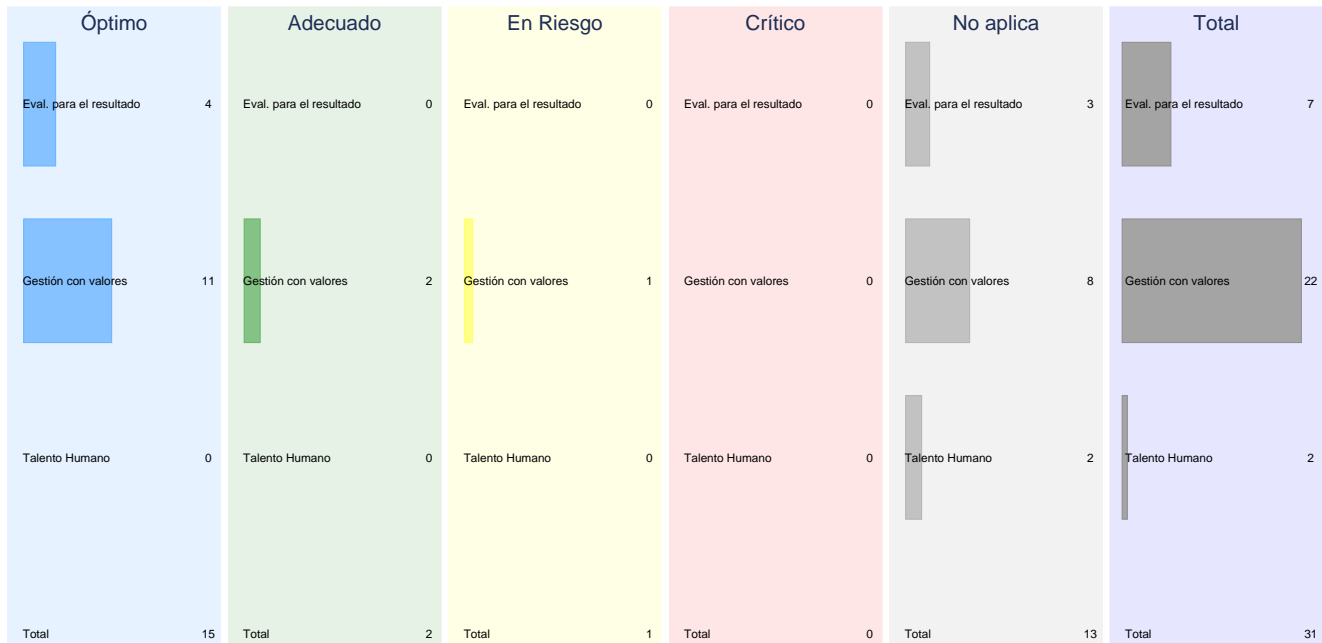 Óptimo Adecuado En Riesgo Crítico No aplica Total
Eval. para el resultado 4 Eval. para el resultado 0 Eval. para el resultado 0 Eval. para el resultado 0 Eval. para el resultado 3 Eval. para el resultado 7
Gestión con valores 11 Gestión con valores 2 Gestión con valores 1 Gestión con valores 0 Gestión con valores 8 Gestión con valores 22
Talento Humano 0 Talento Humano 0 Talento Humano 0 Talento Humano 0 Talento Humano 2 Talento Humano 2
Total 15 Total 2 Total 1 Total 0 Total 13 Total 31